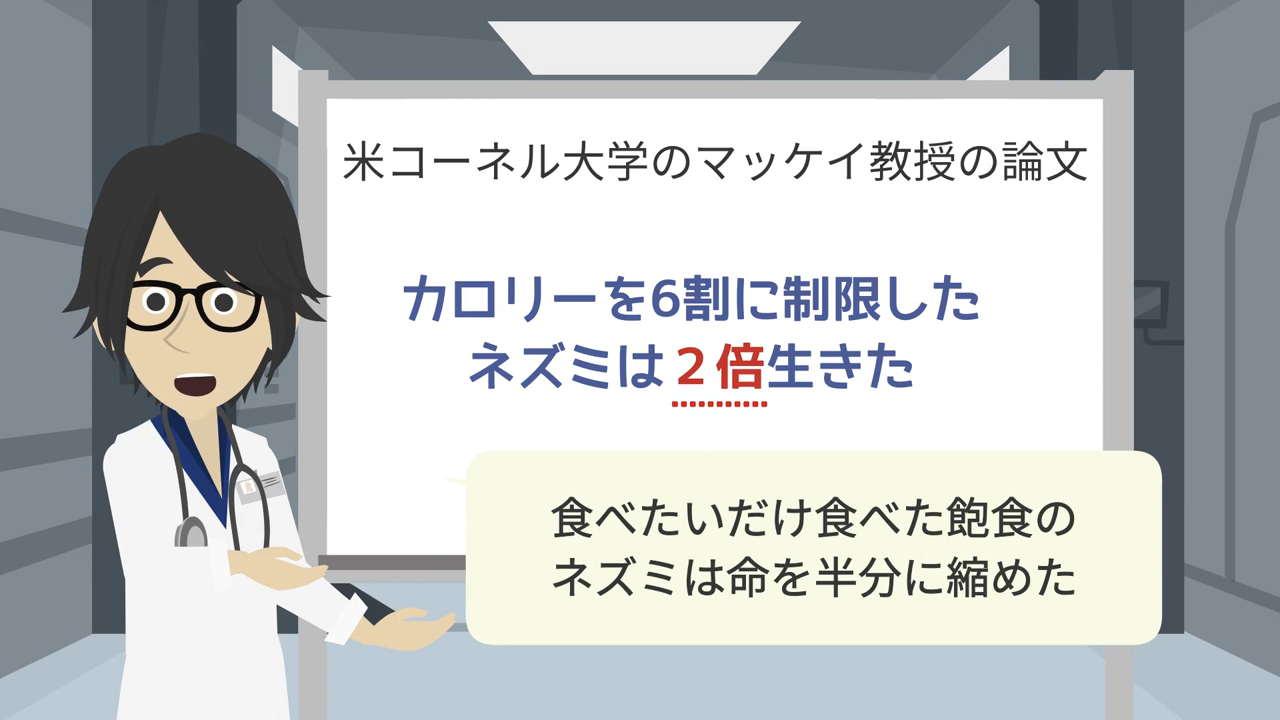 米コーネル大学のマッケイ教授の論文
カロリーを6割に制限した
ネズミは２倍生きた
食べたいだけ食べた飽食の
ネズミは命を半分に縮めた